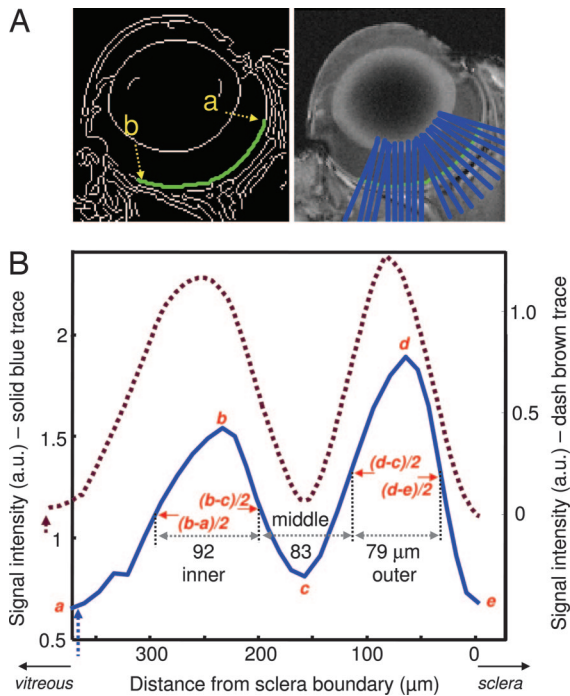 A
a
b
B
Signal intensity (a.u.) – solid blue trace
Signal intensity (a.u.) – dash brown trace
2
1.5
1
0.5
1.0
0.5
0
d
b
(d-c)/2
(d-e)/2
(b-c)/2
(b-a)/2
middle
92
83
79 µm
inner
outer
c
a
e
300
200
100
0
vitreous
Distance from sclera boundary (µm)
sclera